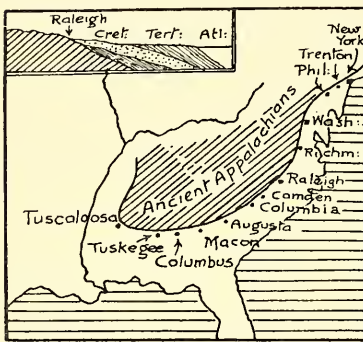 Raleigh
Cret: Tert: Atl:
New
York
Trenton
Phil:
Wash:
Richm:
Ancient Appalachians
Raleigh
Camden
Columbia
Augusta
Macon
Columbus
Tuskegee
Tuscaloosa